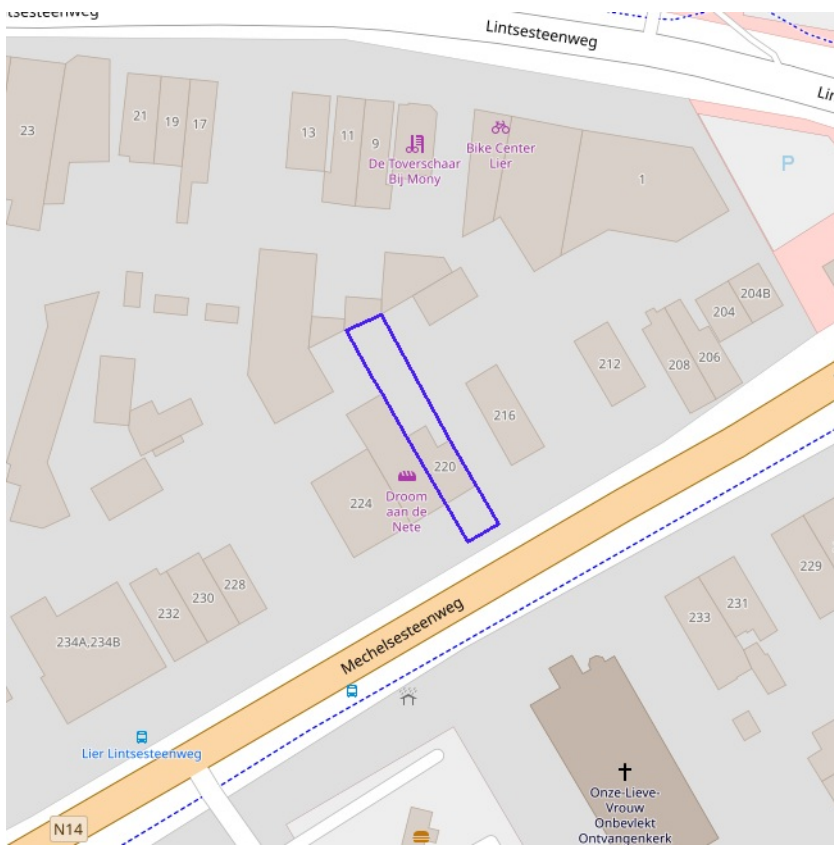 tsesteenweg
Lintsesteenweg
Lin
23
21
19
17
13
11
9
De Toverschaar
Bij Mony
Bike Center
Lier
1
P
204B
204
206
208
212
216
220
224
Droom
aan de
Nete
228
230
232
234A,234B
Mechelsesteenweg
229
231
233
Lier Lintsesteenweg
N14
Onze-Lieve-
Vrouw
Onbevlekt
Ontvangenkerk